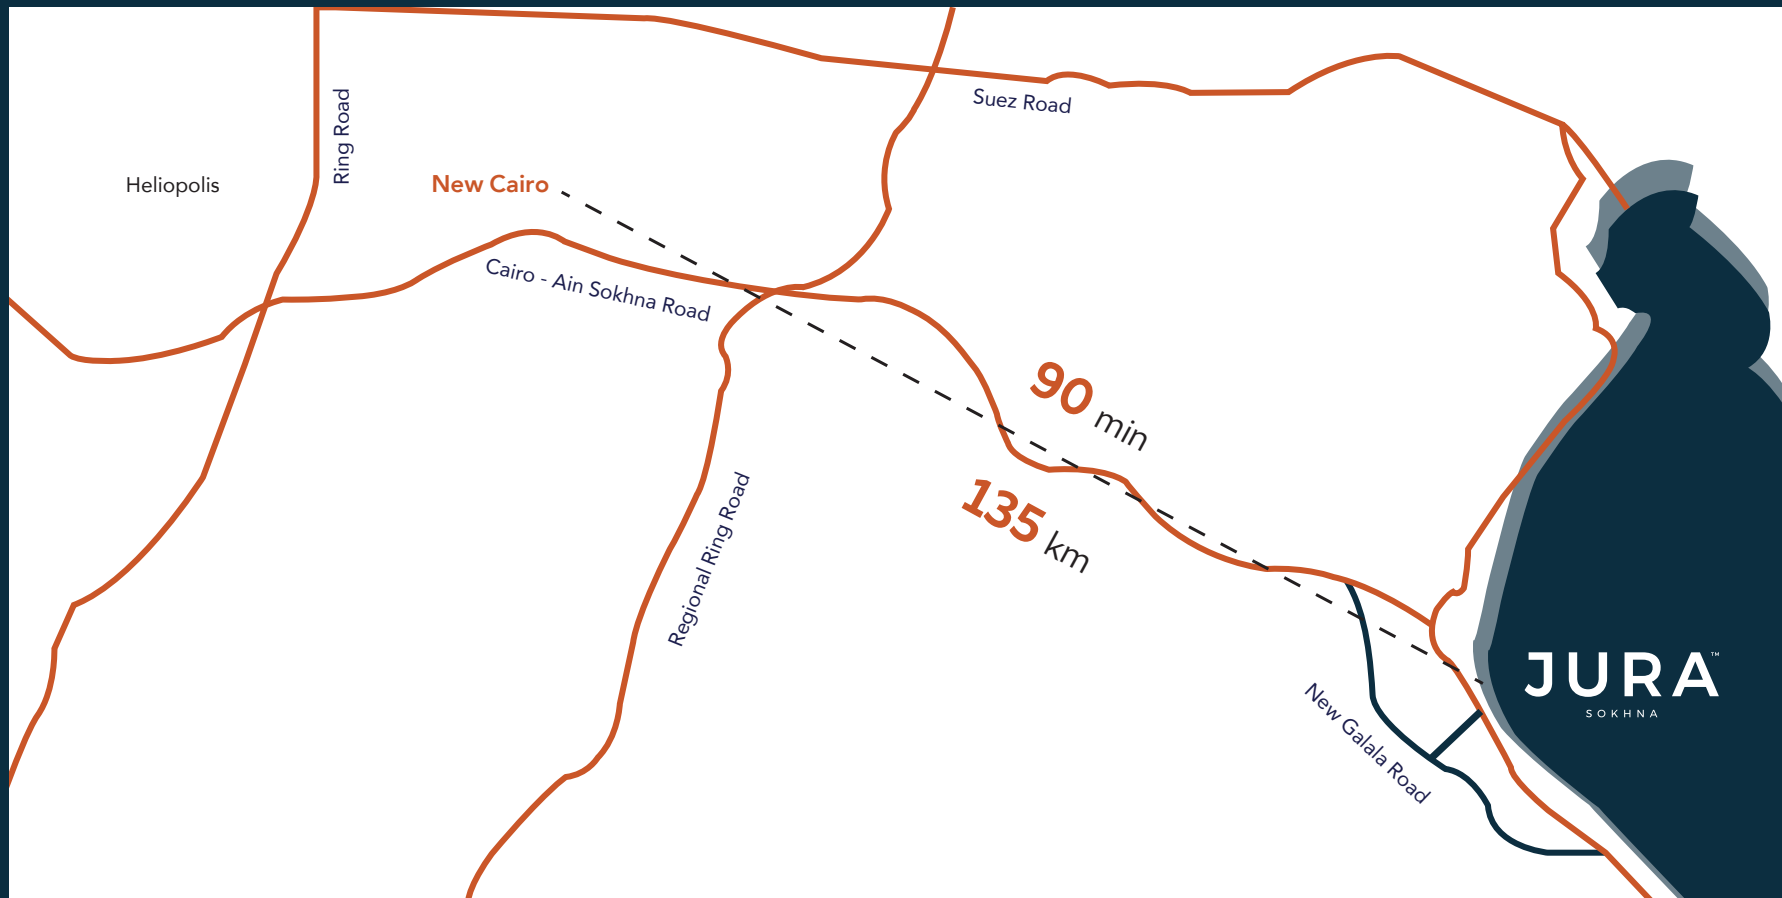 Suez Road
Ring Road
Heliopolis
New Cairo
Cairo - Ain Sokhna Road
90 min
135 km
Regional Ring Road
JURA™
SOKHNA
New Galala Road